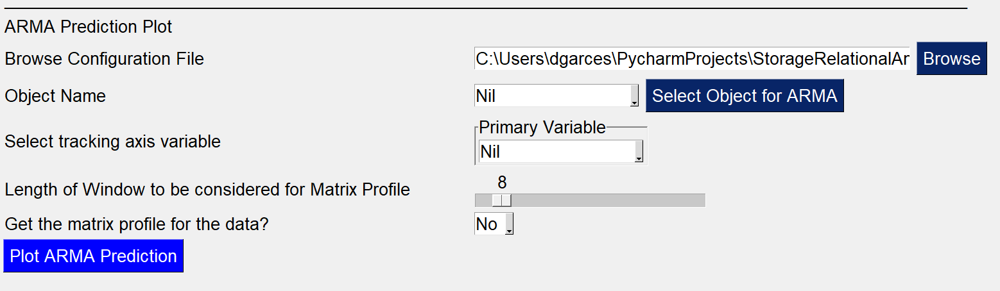 ARMA Prediction Plot
Browse Configuration File C:\Users\dgarces\PycharmProjects\StorageRelationalAr Browse
Object Name Nil Select Object for ARMA
Primary Variable
Select tracking axis variable Nil
8
Length of Window to be considered for Matrix Profile
Get the matrix profile for the data? No
Plot ARMA Prediction